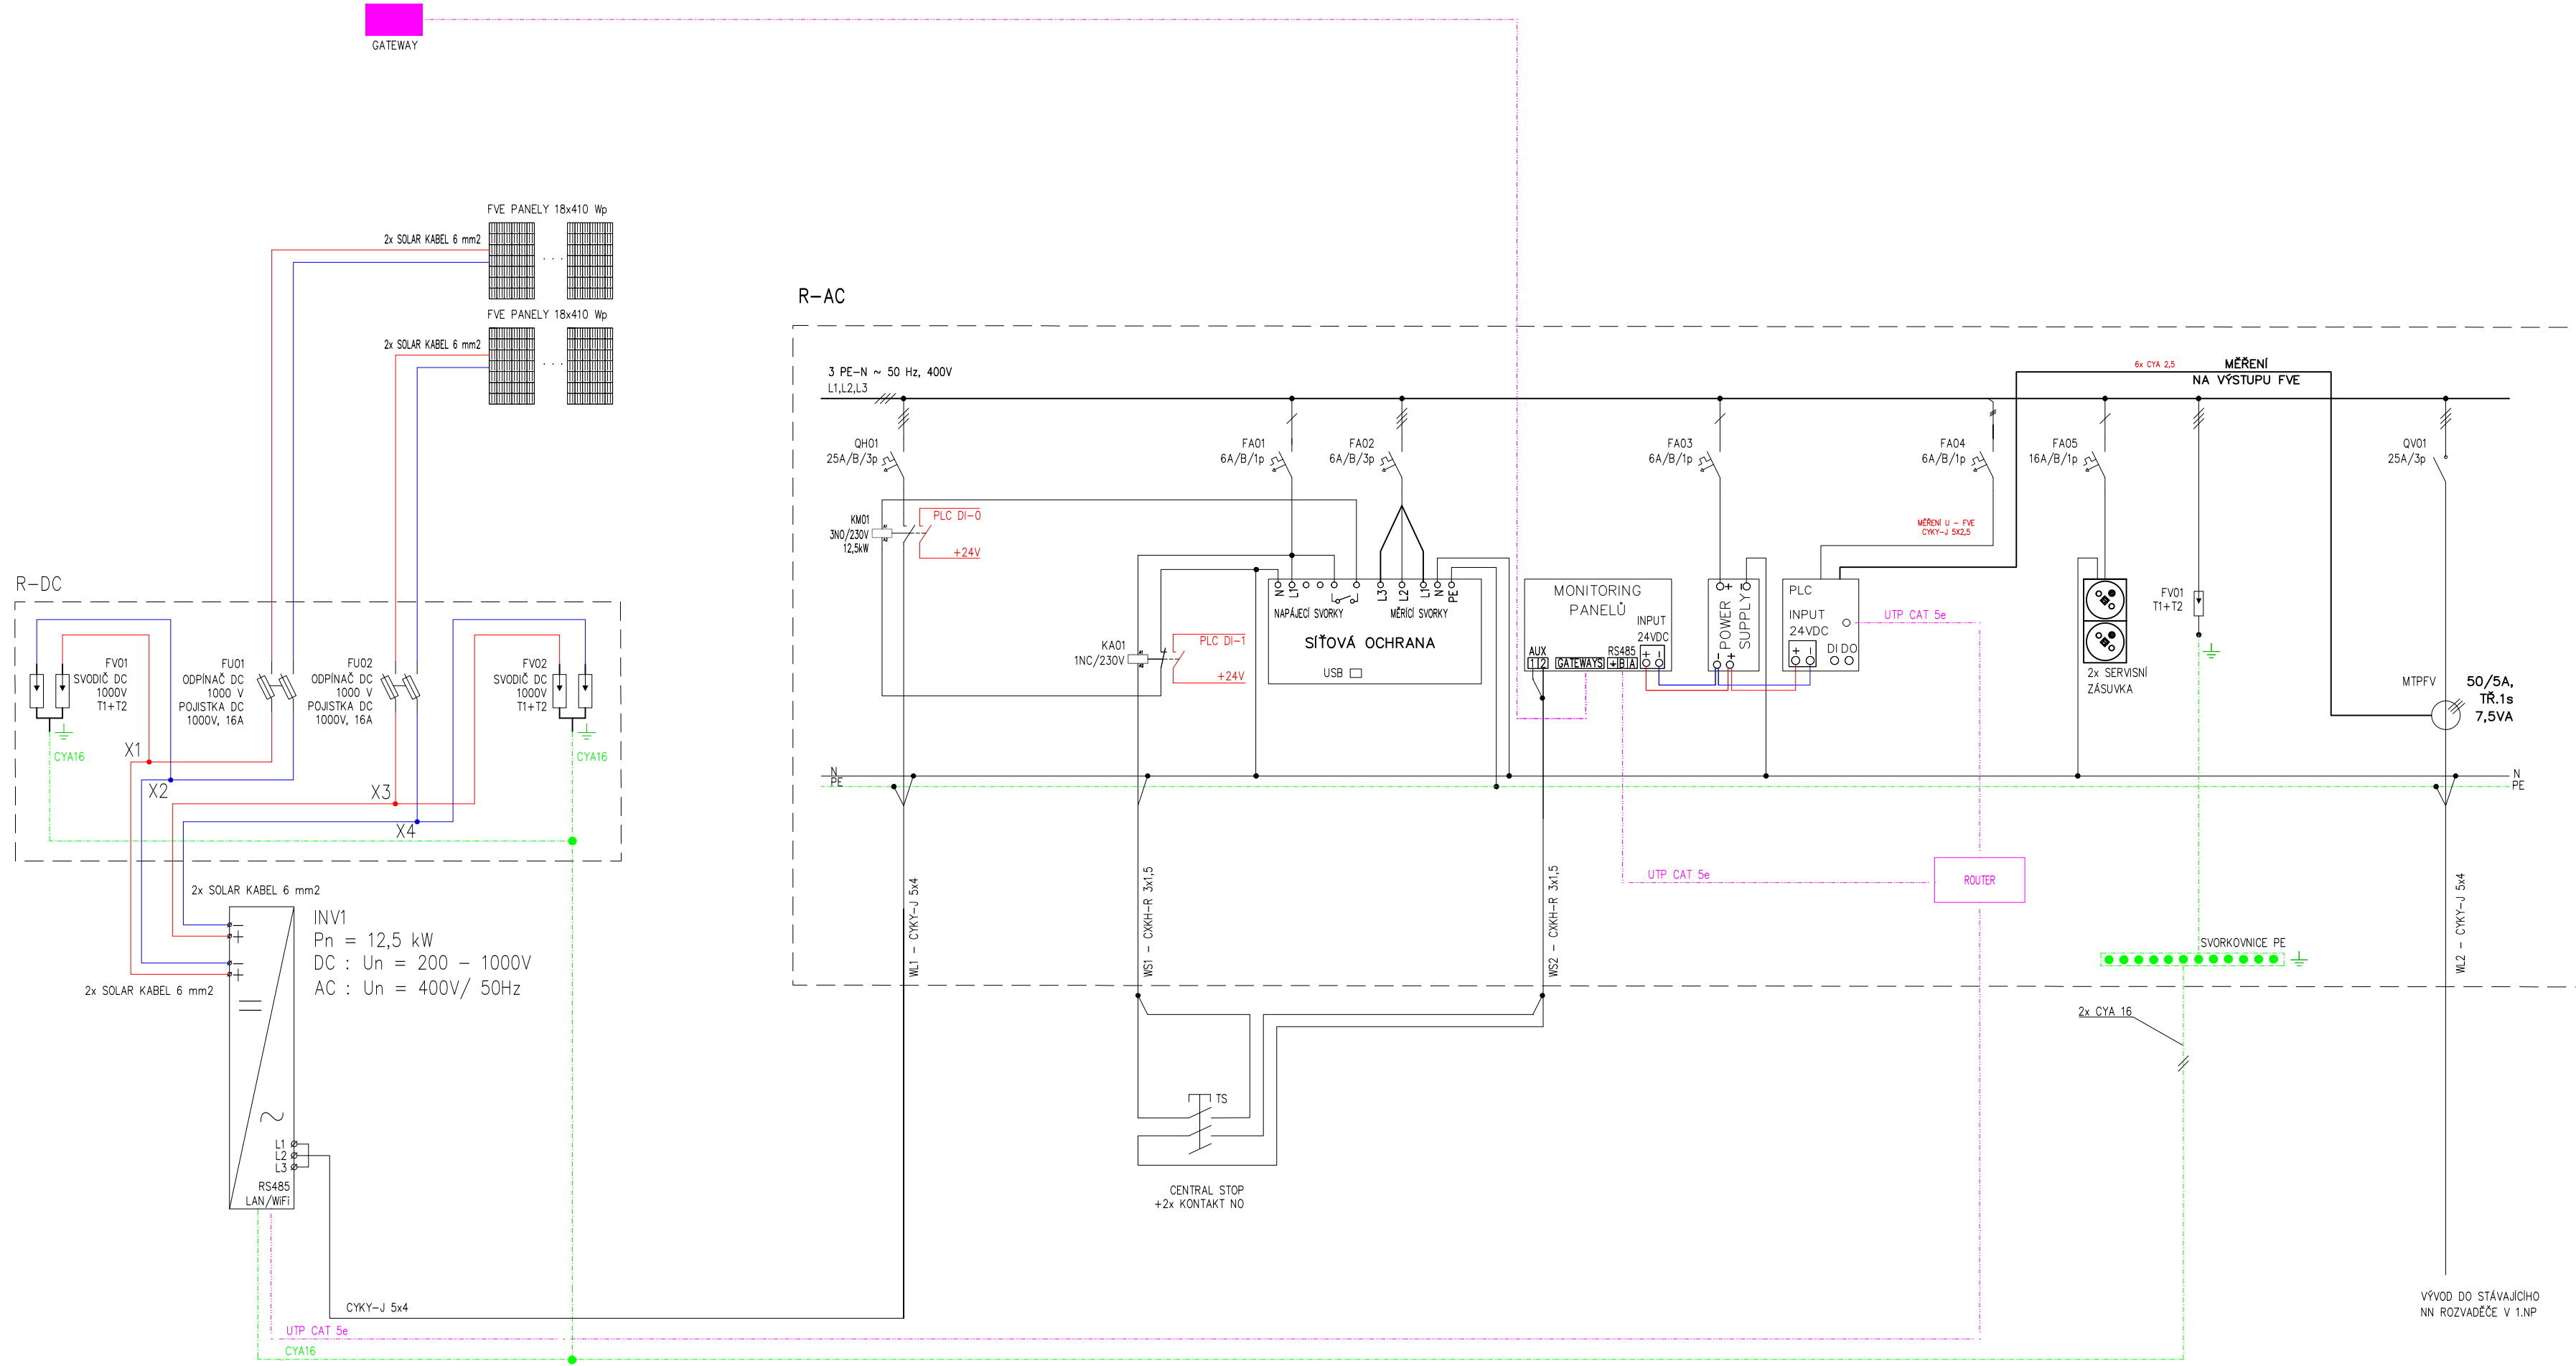 GATEWAY
FVE PANELY 18x410 Wp
2x SOLAR KABEL 6 mm2
FVE PANELY 18x410 Wp
2x SOLAR KABEL 6 mm2
R-DC
FV01
SVODIČ DC
1000V
T1+T2
FU01
ODPÍNAČ DC
1000 V
POJISTKA DC
1000V, 16A
FU02
ODPÍNAČ DC
1000 V
POJISTKA DC
1000V, 16A
FV02
SVODIČ DC
1000V
T1+T2
CYA16
CYA16
X1
X2
X3
X4
2x SOLAR KABEL 6 mm2
INV1
Pn = 12,5 kW
DC : Un = 200 - 1000V
AC : Un = 400V/ 50Hz
2x SOLAR KABEL 6 mm2
L1
L2
L3
RS485
LAN/WiFi
CYKY-J 5x4
UTP CAT 5e
CYA16
R-AC
3 PE-N ~ 50 Hz, 400V
L1,L2,L3
6x CYA 2,5
MĚŘENÍ
NA VÝSTUPU FVE
QH01
25A/B/3p
FA01
6A/B/1p
FA02
6A/B/3p
FA03
6A/B/1p
FA04
6A/B/1p
FA05
16A/B/1p
QV01
25A/3p
KM01
3NO/230V
12,5kW
A1
A2
PLC DI-0
+24V
MĚŘENÍ U - FVE
CYKY-J 5X2,5
KA01
1NC/230V
A1
A2
PLC DI-1
+24V
N
L1
L3
L2
L1
N
PE
NAPÁJECÍ SVORKY
MĚŘÍCÍ SVORKY
SÍŤOVÁ OCHRANA
USB
MONITORING
PANELŮ
INPUT
24VDC
AUX
1 2
GATEWAYS
RS485
B A
+ -
POWER
SUPPLY
+ -
- +
PLC
INPUT
24VDC
+ -
DI DO
UTP CAT 5e
2x SERVISNÍ
ZÁSUVKA
FV01
T1+T2
MTPFV
50/5A,
TŘ.1s
7,5VA
N
PE
N
PE
WL1 - CYKY-J 5x4
WS1 - CXKH-R 3x1,5
WS2 - CXKH-R 3x1,5
UTP CAT 5e
ROUTER
SVORKOVNICE PE
WL2 - CYKY-J 5x4
2x CYA 16
TS
CENTRAL STOP
+2x KONTAKT NO
VÝVOD DO STÁVAJÍCÍHO
NN ROZVADĚČE V 1.NP